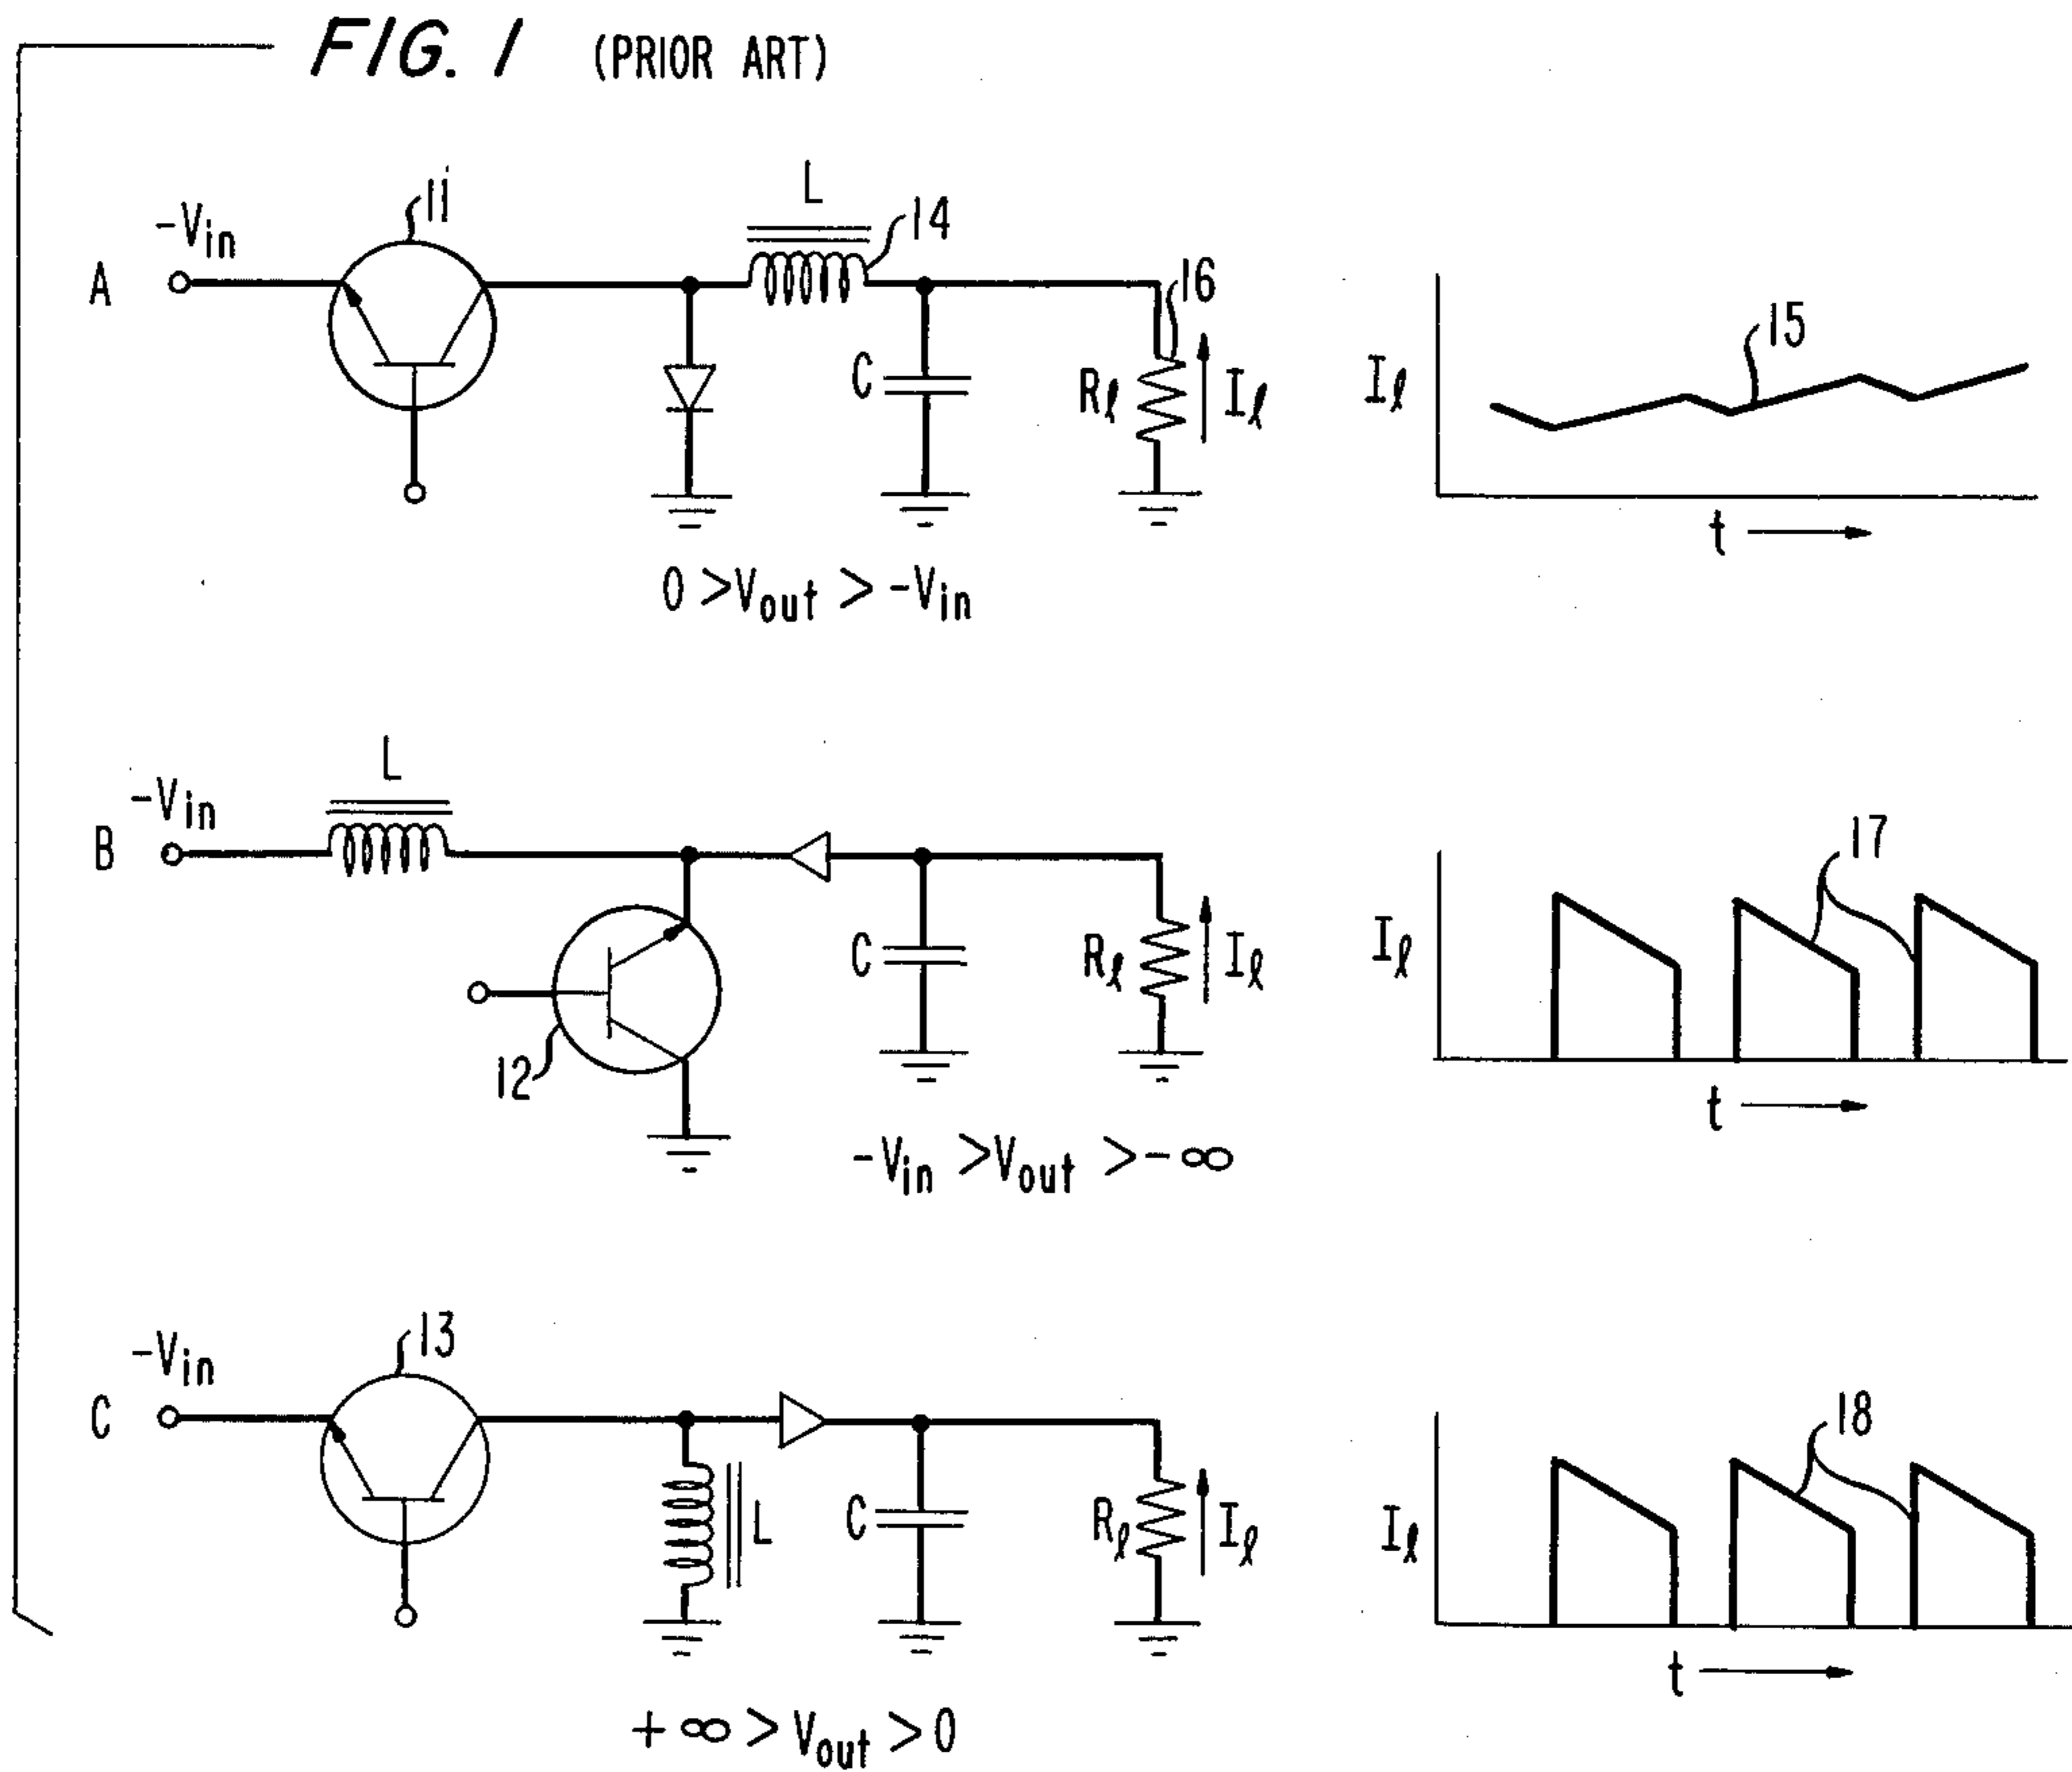 FIG. 1 (PRIOR ART)
L
11
14
-Vin
A
16
C
Rℓ
Iℓ
Iℓ
15
t
0 >Vout > -Vin
L
-Vin
B
17
C
Rℓ
Iℓ
Iℓ
12
t
-Vin >Vout >-∞
13
-Vin
C
18
L
C
Rℓ
Iℓ
Iℓ
t
+∞ >Vout >0